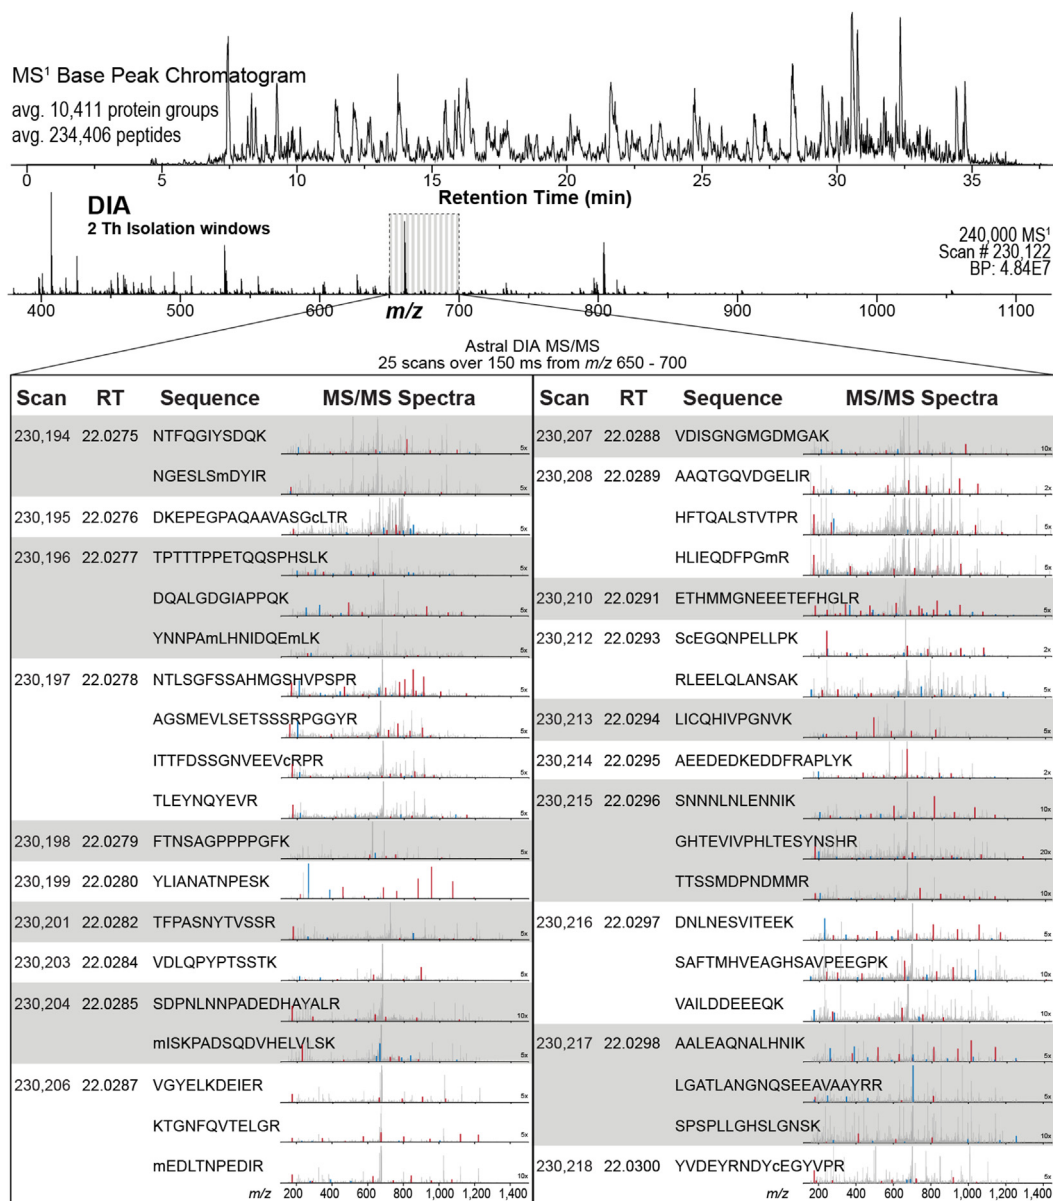 MS¹ Base Peak Chromatogram
avg. 10,411 protein groups
avg. 234,406 peptides
0 5 10 15 20 25 30 35
Retention Time (min)
DIA
2 Th Isolation windows
240,000 MS¹
Scan # 230,122
BP: 4.84E7
400 500 600 700 800 900 1000 1100
m/z
Astral DIA MS/MS
25 scans over 150 ms from m/z 650 - 700
Scan RT Sequence MS/MS Spectra
230,194 22.0275 NTFQGIYSDQK 5x
NGESLSmDYIR 5x
230,195 22.0276 DKEPEGPAQAAVASGcLTR 5x
230,196 22.0277 TPTTTPPETQQSPHSLK 5x
DQALGDGIAPPQK 5x
YNNPAmLHNIDQEmLK 5x
230,197 22.0278 NTLSGFSSAHMGSHVPSPR 5x
AGSMEVLSETSSSRPGGYR 5x
ITTFDSSGNVEEVcRPR 5x
TLEYNQYEVR 5x
230,198 22.0279 FTNSAGPPPPGFK 5x
230,199 22.0280 YLIANATNPESK
230,201 22.0282 TFPASNYTVSSR 5x
230,203 22.0284 VDLQPYPTSSTK 5x
230,204 22.0285 SDPNLNNPADEDHAYALR 10x
mISKPADSQDVHELVLSK 5x
230,206 22.0287 VGYELKDEIER 5x
KTGNFQVTELGR 5x
mEDLTNPEDIR 10x
m/z 200 400 600 800 1,000 1,200 1,400
Scan RT Sequence MS/MS Spectra
230,207 22.0288 VDISGNGMGDMGAK 10x
230,208 22.0289 AAQTGQVDGELIR 2x
HFTQALSTVTPR 5x
HLIEQDFPGmR 5x
230,210 22.0291 ETHMMGNEEETEFHGLR 5x
230,212 22.0293 ScEGQNPELLPK 2x
RLEELQLANSAK 5x
230,213 22.0294 LICQHIVPGNVK 5x
230,214 22.0295 AEEDEDKEDDFRAPLYK 2x
230,215 22.0296 SNNNLNLENNIK 10x
GHTEVIVPHLTESYNSHR 20x
TTSSMDPNDMMR 10x
230,216 22.0297 DNLNESVITEEK 5x
SAFTMHVEAGHSAVPEEGPK 5x
VAILDDEEEQK 10x
230,217 22.0298 AALEAQNALHNIK 5x
LGATLANGNQSEEAVAAYRR 5x
SPSPLLGHSLGNSK 10x
230,218 22.0300 YVDEYRNDYcEGYVPR 5x
m/z 200 400 600 800 1,000 1,200 1,400